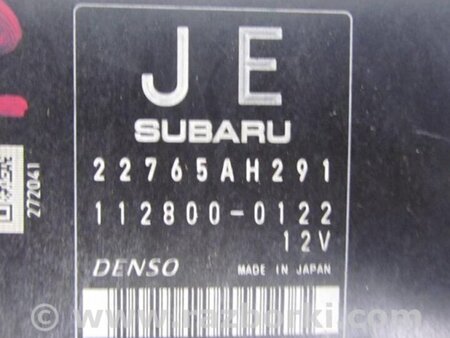 J E
SUBARU
22765AH291
112800-0122
12V
DENSO MADE IN JAPAN
272041
© www.razborki.com